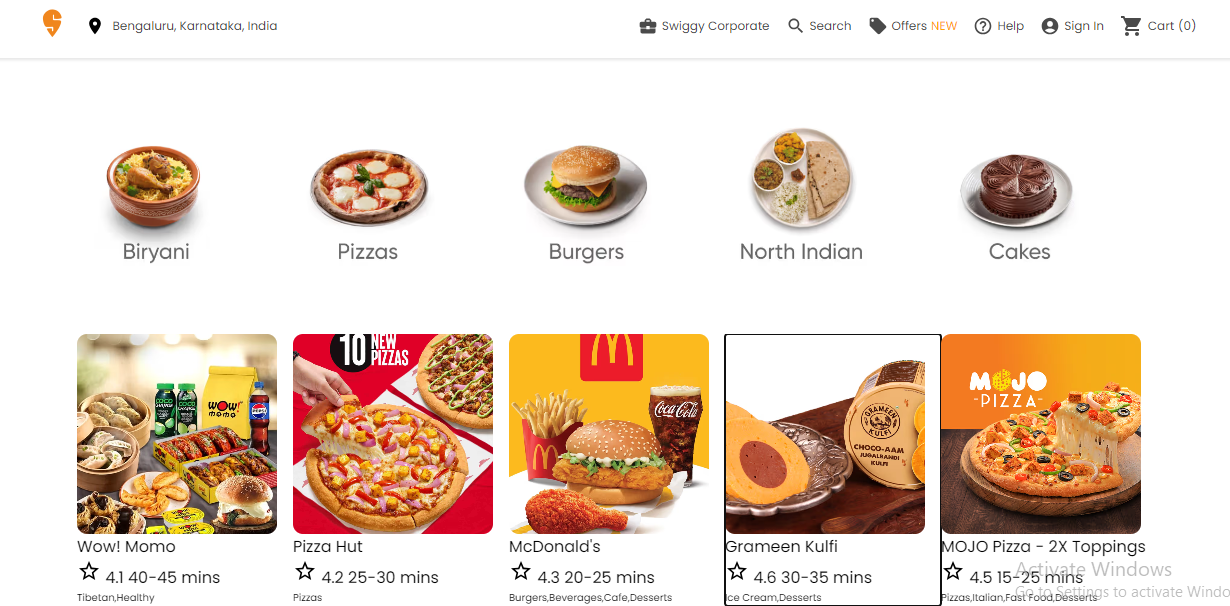 Bengaluru, Karnataka, India
Swiggy Corporate
Search
Offers NEW
Help
Sign In
Cart (0)
Biryani
Pizzas
Burgers
North Indian
Cakes
WOW!
MOMO
10 NEW
PIZZAS
Coca-Cola
GRAMEEN
KULFI
CHOCO-AAM
JUGALBANDI
KULFI
MOJO
-PIZZA-
Wow! Momo
4.1 40-45 mins
Tibetan,Healthy
Pizza Hut
4.2 25-30 mins
Pizzas
McDonald's
4.3 20-25 mins
Burgers,Beverages,Cafe,Desserts
Grameen Kulfi
4.6 30-35 mins
Ice Cream,Desserts
MOJO Pizza - 2X Toppings
4.5 15-25 mins
Pizzas,Italian,Fast Food,Desserts
Activate Windows
Go to Settings to activate Windo